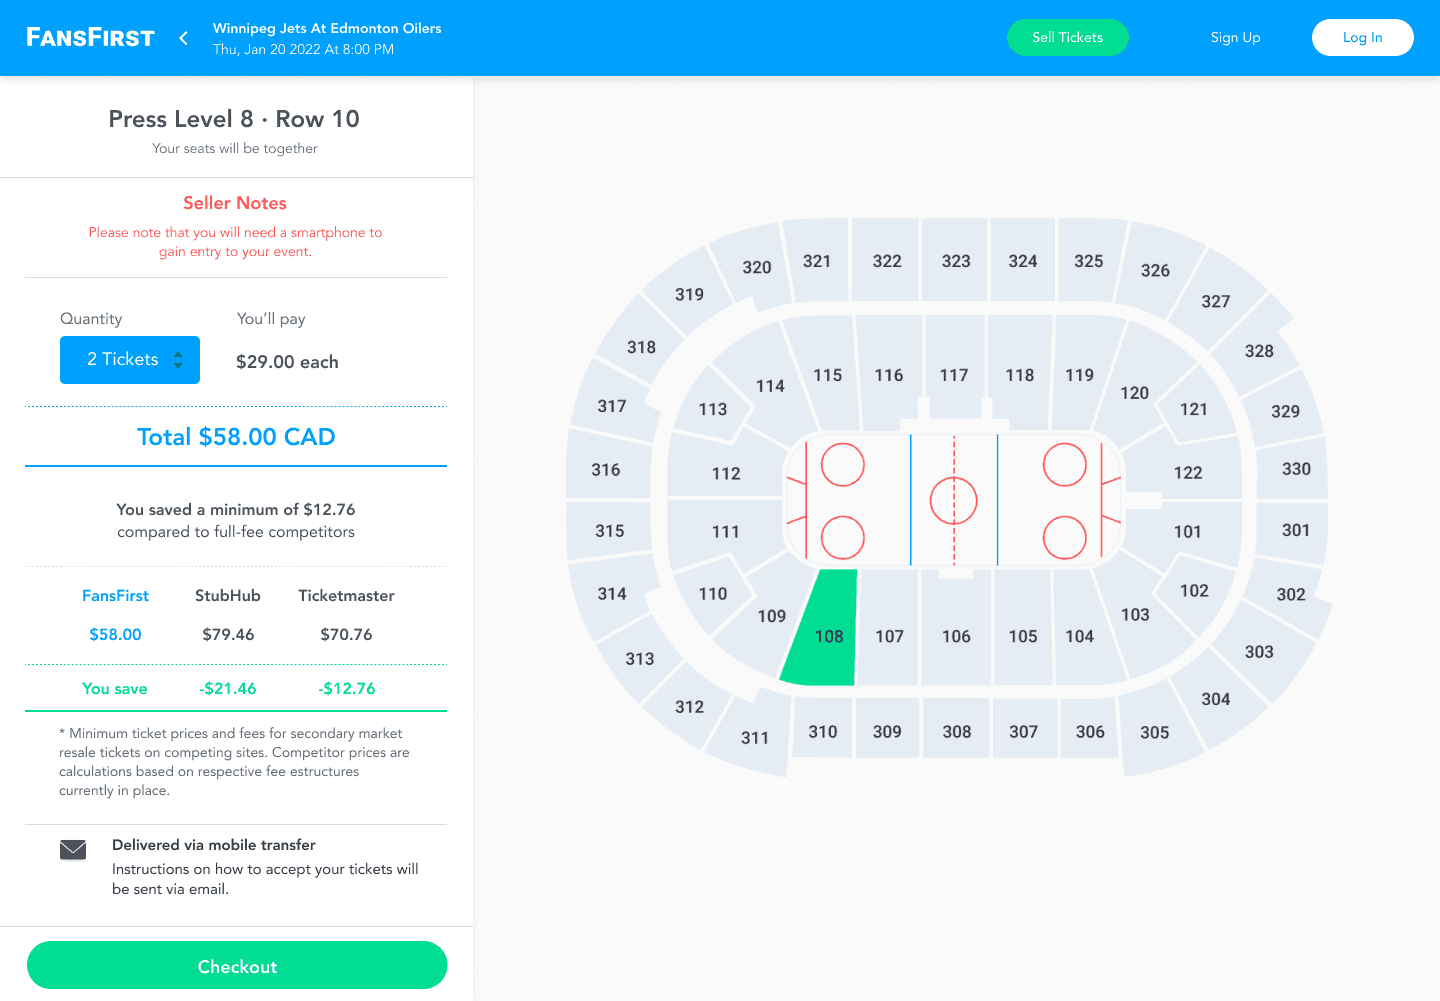 FANSFIRST
Winnipeg Jets At Edmonton Oilers
Thu, Jan 20 2022 At 8:00 PM
Sell Tickets
Sign Up
Log In
Press Level 8 · Row 10
Your seats will be together
Seller Notes
Please note that you will need a smartphone to
gain entry to your event.
Quantity You'll pay
2 Tickets $29.00 each
Total $58.00 CAD
You saved a minimum of $12.76
compared to full-fee competitors
FansFirst StubHub Ticketmaster
$58.00 $79.46 $70.76
You save -$21.46 -$12.76
* Minimum ticket prices and fees for secondary market
resale tickets on competing sites. Competitor prices are
calculations based on respective fee estructures
currently in place.
Delivered via mobile transfer
Instructions on how to accept your tickets will
be sent via email.
Checkout
320 321 322 323 324 325 326
319 327
318 328
317 329
316 330
315 301
314 302
313 303
312 304
311 310 309 308 307 306 305
114 115 116 117 118 119 120
113 121
112 122
111 101
110 102
109 108 107 106 105 104 103